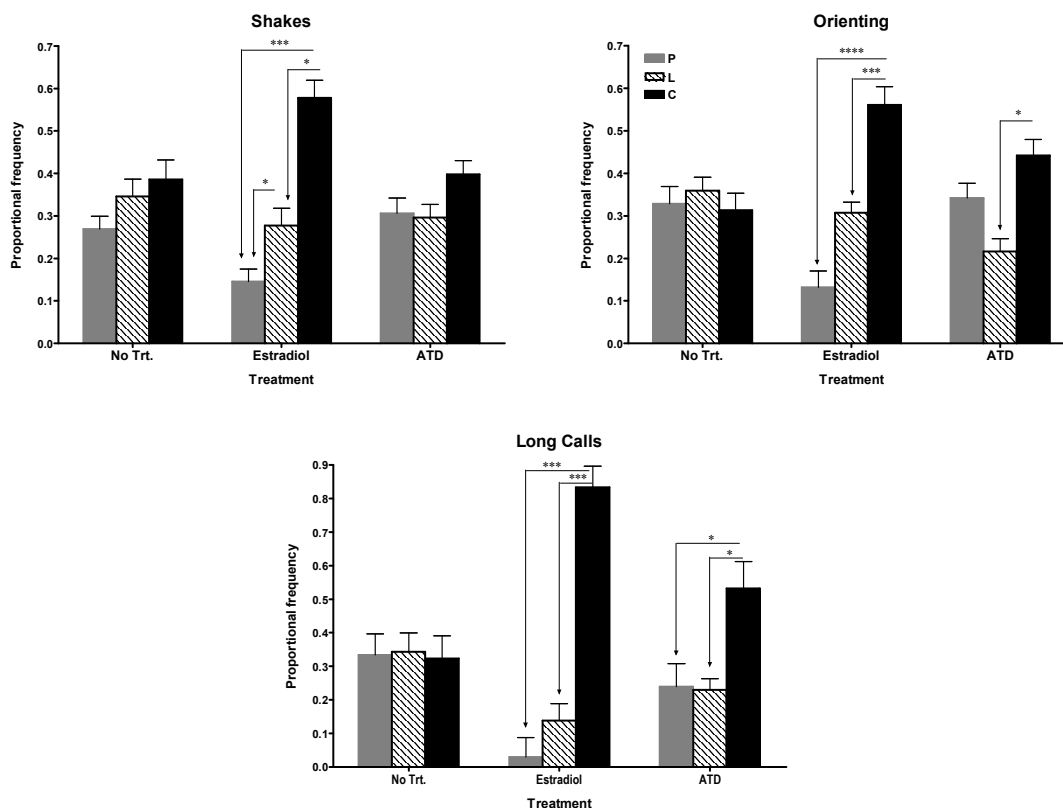 Shakes
Proportional frequency
0.7
0.6
0.5
0.4
0.3
0.2
0.1
0.0
***
*
*
No Trt.
Estradiol
ATD
Treatment
Orienting
Proportional frequency
0.7
0.6
0.5
0.4
0.3
0.2
0.1
0.0
P
L
C
****
***
*
No Trt.
Estradiol
ATD
Treatment
Long Calls
Proportional frequency
0.9
0.8
0.7
0.6
0.5
0.4
0.3
0.2
0.1
0.0
***
***
*
*
No Trt.
Estradiol
ATD
Treatment